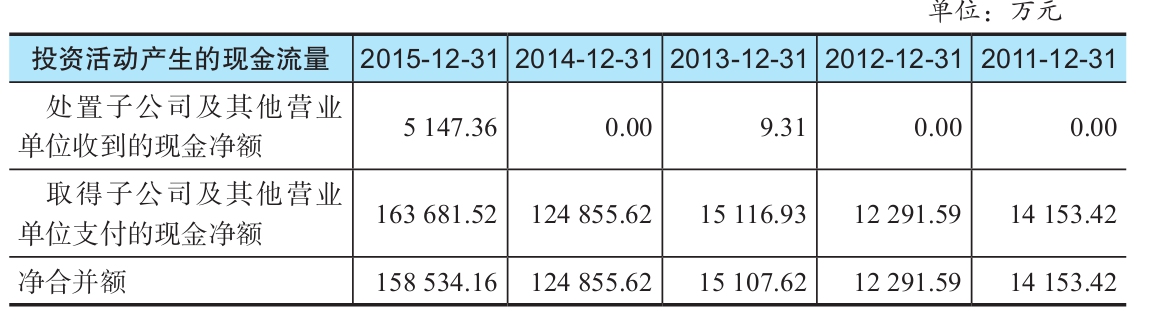 单位：万元
投资活动产生的现金流量 2015-12-31 2014-12-31 2013-12-31 2012-12-31 2011-12-31
处置子公司及其他营业
单位收到的现金净额 5 147.36 0.00 9.31 0.00 0.00
取得子公司及其他营业
单位支付的现金净额 163 681.52 124 855.62 15 116.93 12 291.59 14 153.42
净合并额 158 534.16 124 855.62 15 107.62 12 291.59 14 153.42